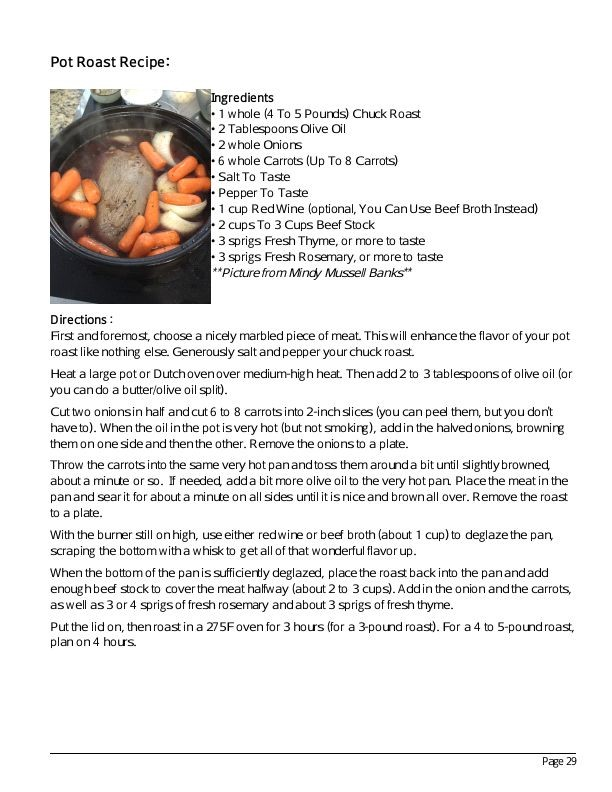 Pot Roast Recipe:
Ingredients
• 1 whole (4 To 5 Pounds) Chuck Roast
• 2 Tablespoons Olive Oil
• 2 whole Onions
• 6 whole Carrots (Up To 8 Carrots)
• Salt To Taste
• Pepper To Taste
• 1 cup Red Wine (optional, You Can Use Beef Broth Instead)
• 2 cups To 3 Cups Beef Stock
• 3 sprigs Fresh Thyme, or more to taste
• 3 sprigs Fresh Rosemary, or more to taste
**Picture from Mindy Mussell Banks**
Directions :
First and foremost, choose a nicely marbled piece of meat. This will enhance the flavor of your pot
roast like nothing else. Generously salt and pepper your chuck roast.
Heat a large pot or Dutch oven over medium-high heat. Then add 2 to 3 tablespoons of olive oil (or
you can do a butter/olive oil split).
Cut two onions in half and cut 6 to 8 carrots into 2-inch slices (you can peel them, but you don't
have to). When the oil in the pot is very hot (but not smoking), add in the halved onions, browning
them on one side and then the other. Remove the onions to a plate.
Throw the carrots into the same very hot pan and toss them around a bit until slightly browned,
about a minute or so. If needed, add a bit more olive oil to the very hot pan. Place the meat in the
pan and sear it for about a minute on all sides until it is nice and brown all over. Remove the roast
to a plate.
With the burner still on high, use either red wine or beef broth (about 1 cup) to deglaze the pan,
scraping the bottom with a whisk to get all of that wonderful flavor up.
When the bottom of the pan is sufficiently deglazed, place the roast back into the pan and add
enough beef stock to cover the meat halfway (about 2 to 3 cups). Add in the onion and the carrots,
as well as 3 or 4 sprigs of fresh rosemary and about 3 sprigs of fresh thyme.
Put the lid on, then roast in a 275F oven for 3 hours (for a 3-pound roast). For a 4 to 5-pound roast,
plan on 4 hours.
Page 29